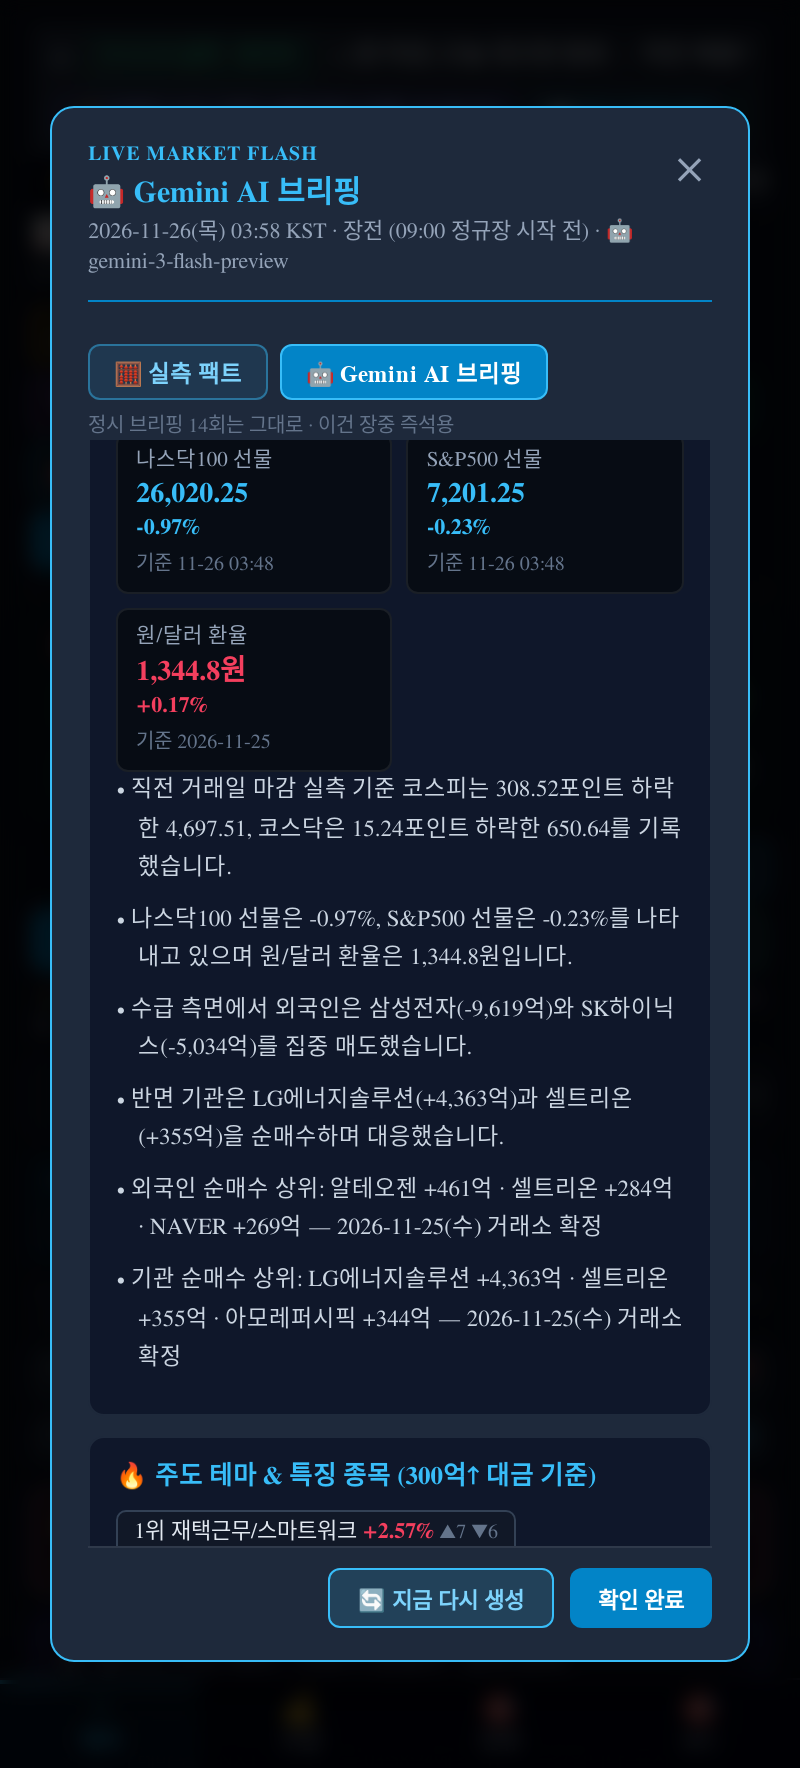 LIVE MARKET FLASH
🤖 Gemini AI 브리핑
2026-11-26(목) 03:58 KST · 장전 (09:00 정규장 시작 전) · 🤖
gemini-3-flash-preview
🧮 실측 팩트
🤖 Gemini AI 브리핑
정시 브리핑 14회는 그대로 · 이건 장중 즉석용
나스닥100 선물
26,020.25
-0.97%
기준 11-26 03:48
S&P500 선물
7,201.25
-0.23%
기준 11-26 03:48
원/달러 환율
1,344.8원
+0.17%
기준 2026-11-25
• 직전 거래일 마감 실측 기준 코스피는 308.52포인트 하락
한 4,697.51, 코스닥은 15.24포인트 하락한 650.64를 기록
했습니다.
• 나스닥100 선물은 -0.97%, S&P500 선물은 -0.23%를 나타
내고 있으며 원/달러 환율은 1,344.8원입니다.
• 수급 측면에서 외국인은 삼성전자(-9,619억)와 SK하이닉
스(-5,034억)를 집중 매도했습니다.
• 반면 기관은 LG에너지솔루션(+4,363억)과 셀트리온
(+355억)을 순매수하며 대응했습니다.
• 외국인 순매수 상위: 알테오젠 +461억 · 셀트리온 +284억
· NAVER +269억 — 2026-11-25(수) 거래소 확정
• 기관 순매수 상위: LG에너지솔루션 +4,363억 · 셀트리온
+355억 · 아모레퍼시픽 +344억 — 2026-11-25(수) 거래소
확정
🔥 주도 테마 & 특징 종목 (300억↑ 대금 기준)
1위 재택근무/스마트워크 +2.57% ▲7 ▼6
🔄 지금 다시 생성
확인 완료